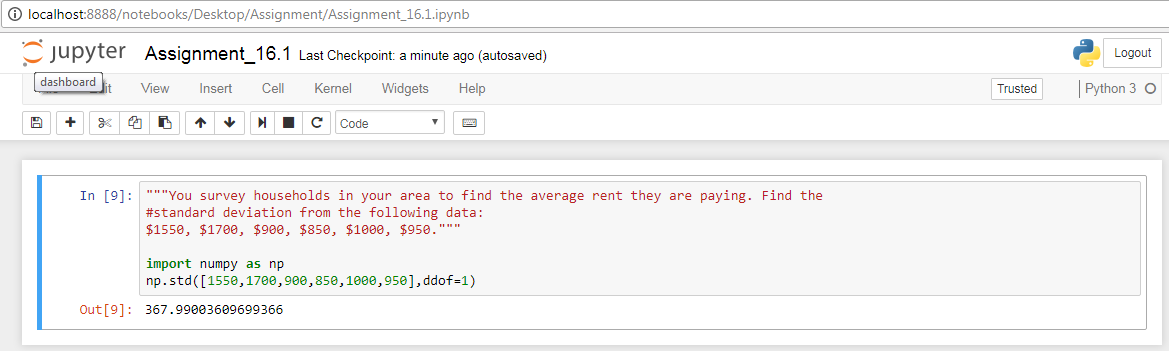 localhost:8888/notebooks/Desktop/Assignment/Assignment_16.1.ipynb
jupyter Assignment_16.1 Last Checkpoint: a minute ago (autosaved) Logout
dashboard
View Insert Cell Kernel Widgets Help Trusted Python 3
Code
In [9]: """You survey households in your area to find the average rent they are paying. Find the
#standard deviation from the following data:
$1550, $1700, $900, $850, $1000, $950."""
import numpy as np
np.std([1550,1700,900,850,1000,950],ddof=1)
Out[9]: 367.99003609699366